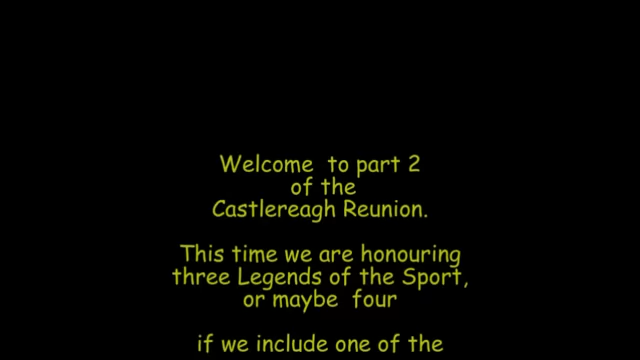 Welcome to part 2
of the
Castlereagh Reunion.
This time we are honouring
three Legends of the Sport,
or maybe four
if we include one of the